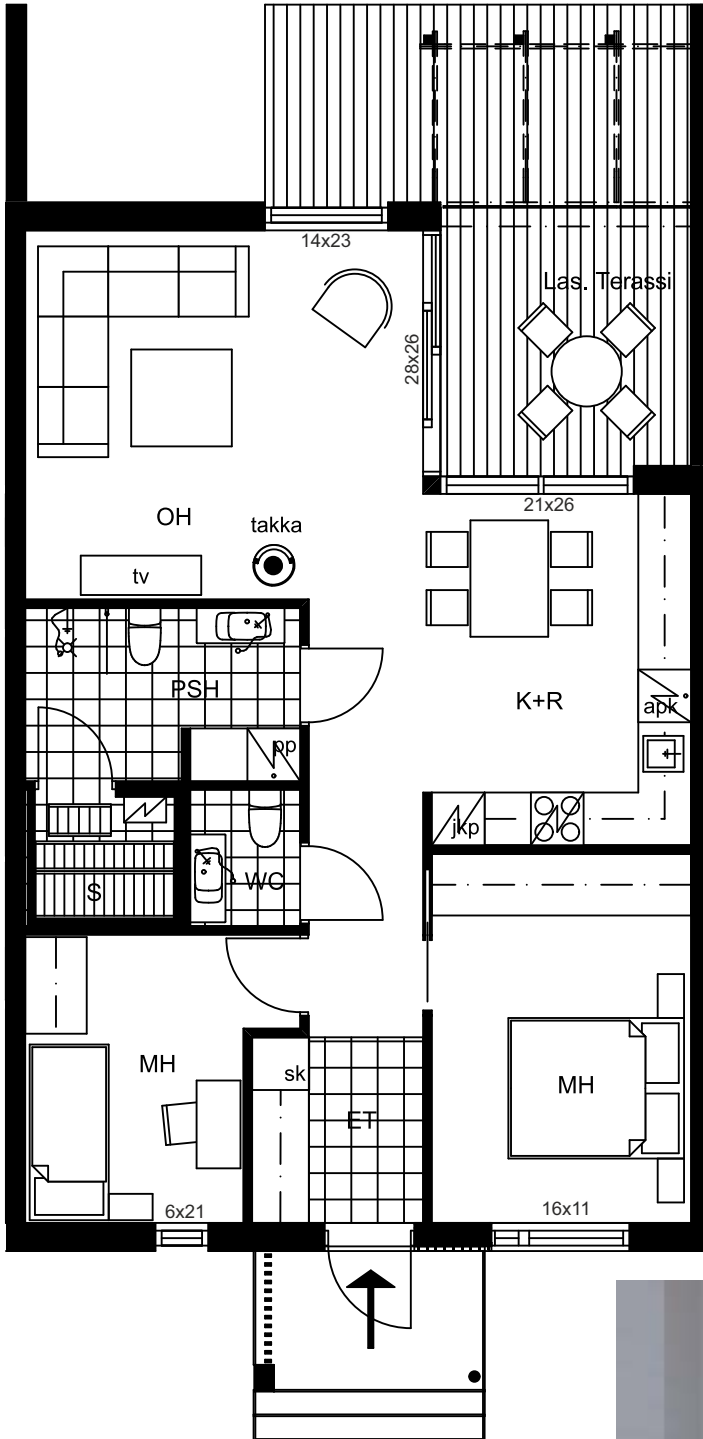 14x23
Las. Terassi
28x26
21x26
OH
takka
tv
PSH
K+R
apk
pp
jkp
WC
S
MH
sk
MH
ET
6x21
16x11